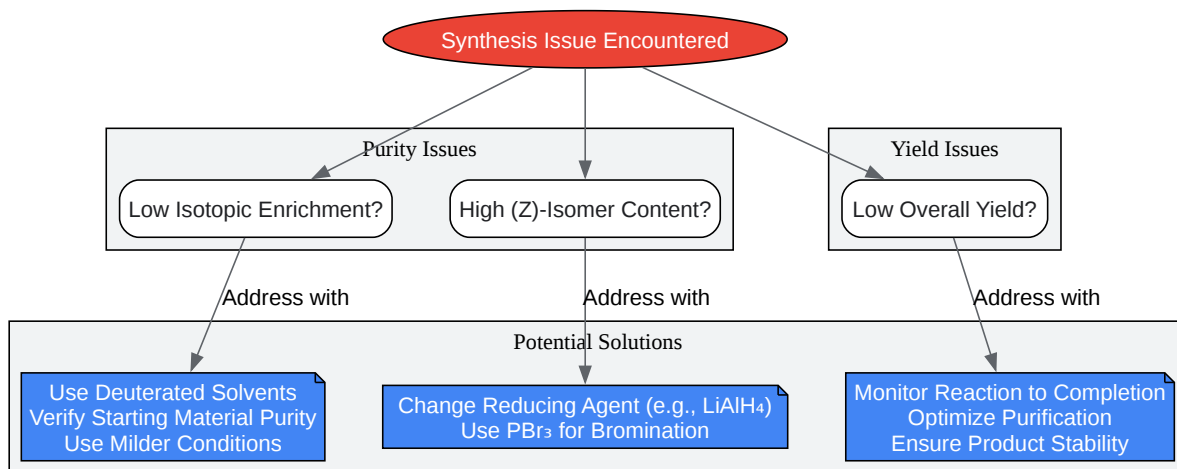 Synthesis Issue Encountered
Purity Issues
Yield Issues
Low Isotopic Enrichment?
High (Z)-Isomer Content?
Low Overall Yield?
Address with
Address with
Address with
Potential Solutions
Use Deuterated Solvents
Verify Starting Material Purity
Use Milder Conditions
Change Reducing Agent (e.g., LiAlH₄)
Use PBr₃ for Bromination
Monitor Reaction to Completion
Optimize Purification
Ensure Product Stability